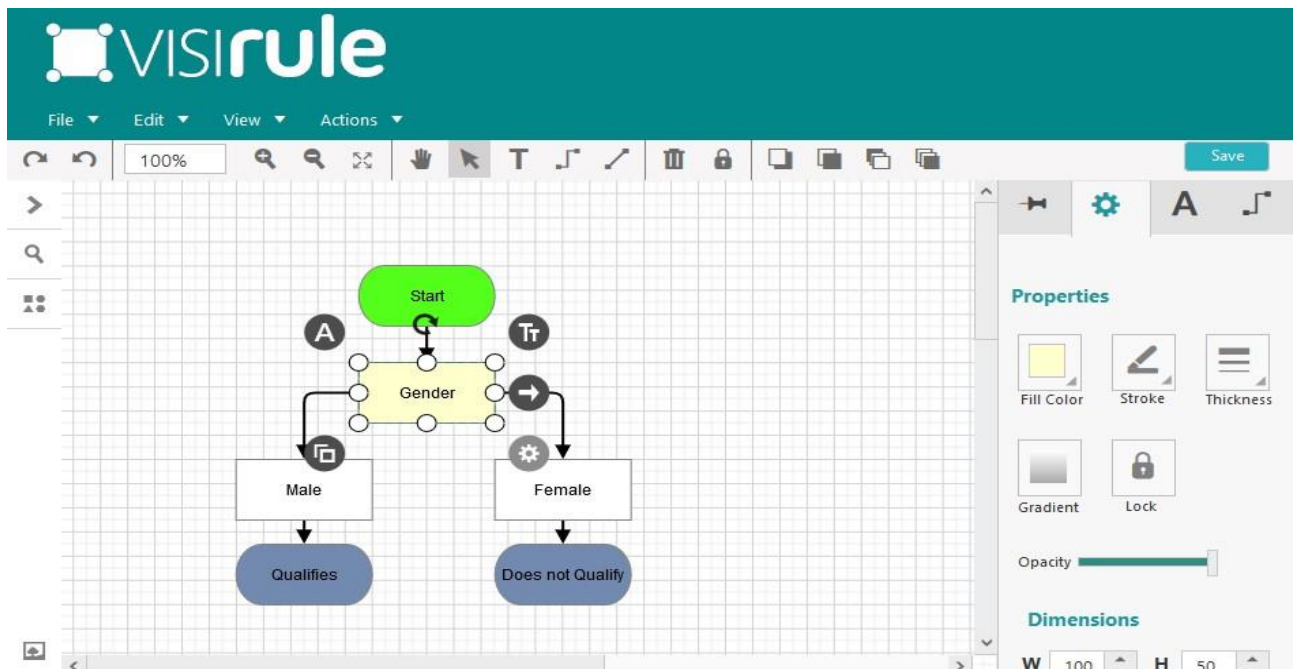 VISIrule
File Edit View Actions
100%
T
Save
A
Start
A
TT
Properties
Gender
Fill Color Stroke Thickness
Male Female
Gradient Lock
Qualifies Does not Qualify
Opacity
Dimensions
W 100 H 50